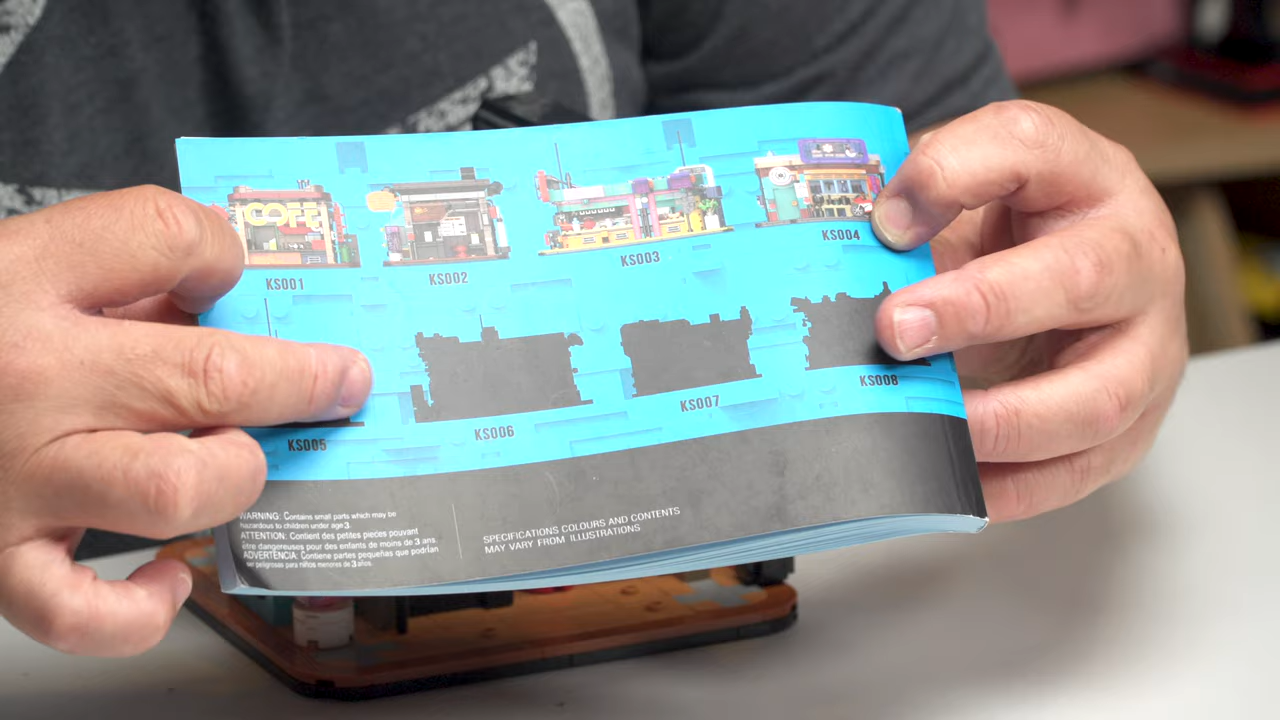 COFF
KS001
KS002
KS003
KS004
KS005
KS006
KS007
KS008
WARNING: Contains small parts which may be
hazardous to children under age 3.
ATTENTION: Contient des petites pieces pouvant
être dangereuses pour des enfants de moins de 3 ans
ADVERTENCIA: Contiene partes pequeñas que podrían
ser peligrosas para niños menores de 3 años.
SPECIFICATIONS COLOURS AND CONTENTS
MAY VARY FROM ILLUSTRATIONS